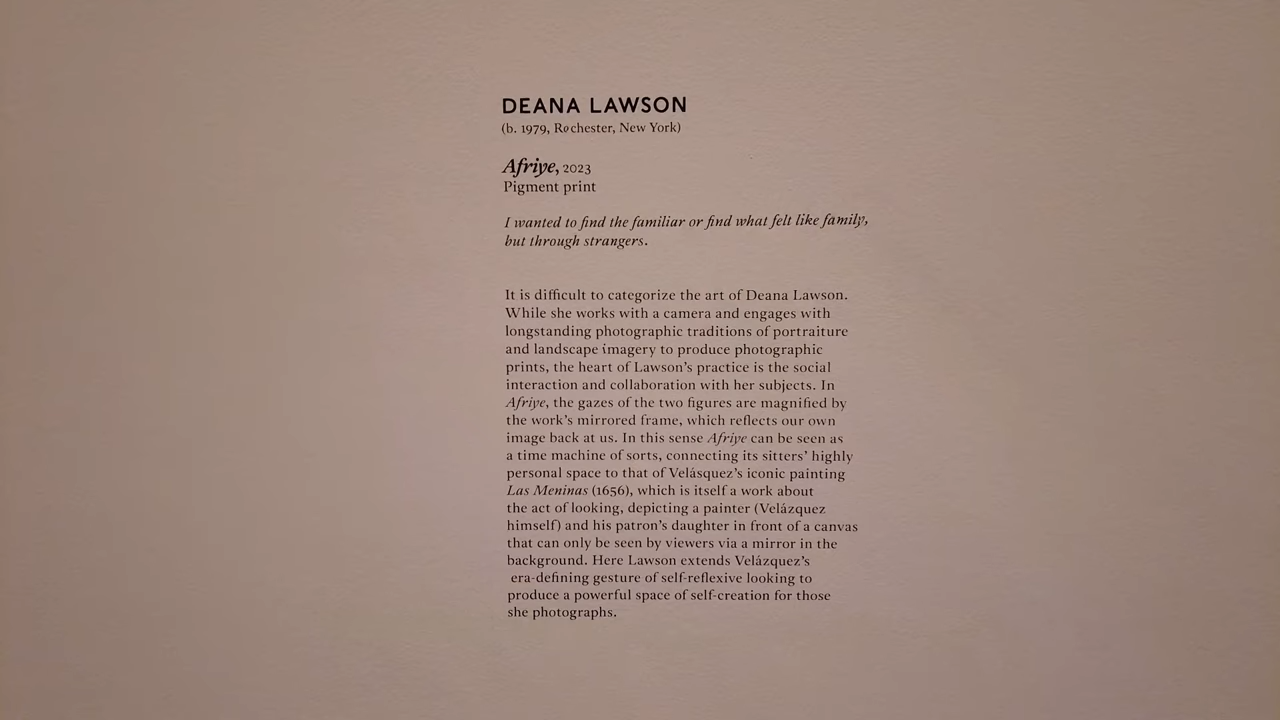 DEANA LAWSON
(b. 1979, Rochester, New York)
Afriye, 2023
Pigment print
I wanted to find the familiar or find what felt like family,
but through strangers.
It is difficult to categorize the art of Deana Lawson.
While she works with a camera and engages with
longstanding photographic traditions of portraiture
and landscape imagery to produce photographic
prints, the heart of Lawson's practice is the social
interaction and collaboration with her subjects. In
Afriye, the gazes of the two figures are magnified by
the work's mirrored frame, which reflects our own
image back at us. In this sense Afriye can be seen as
a time machine of sorts, connecting its sitters' highly
personal space to that of Velásquez's iconic painting
Las Meninas (1656), which is itself a work about
the act of looking, depicting a painter (Velázquez
himself) and his patron's daughter in front of a canvas
that can only be seen by viewers via a mirror in the
background. Here Lawson extends Velázquez's
era-defining gesture of self-reflexive looking to
produce a powerful space of self-creation for those
she photographs.